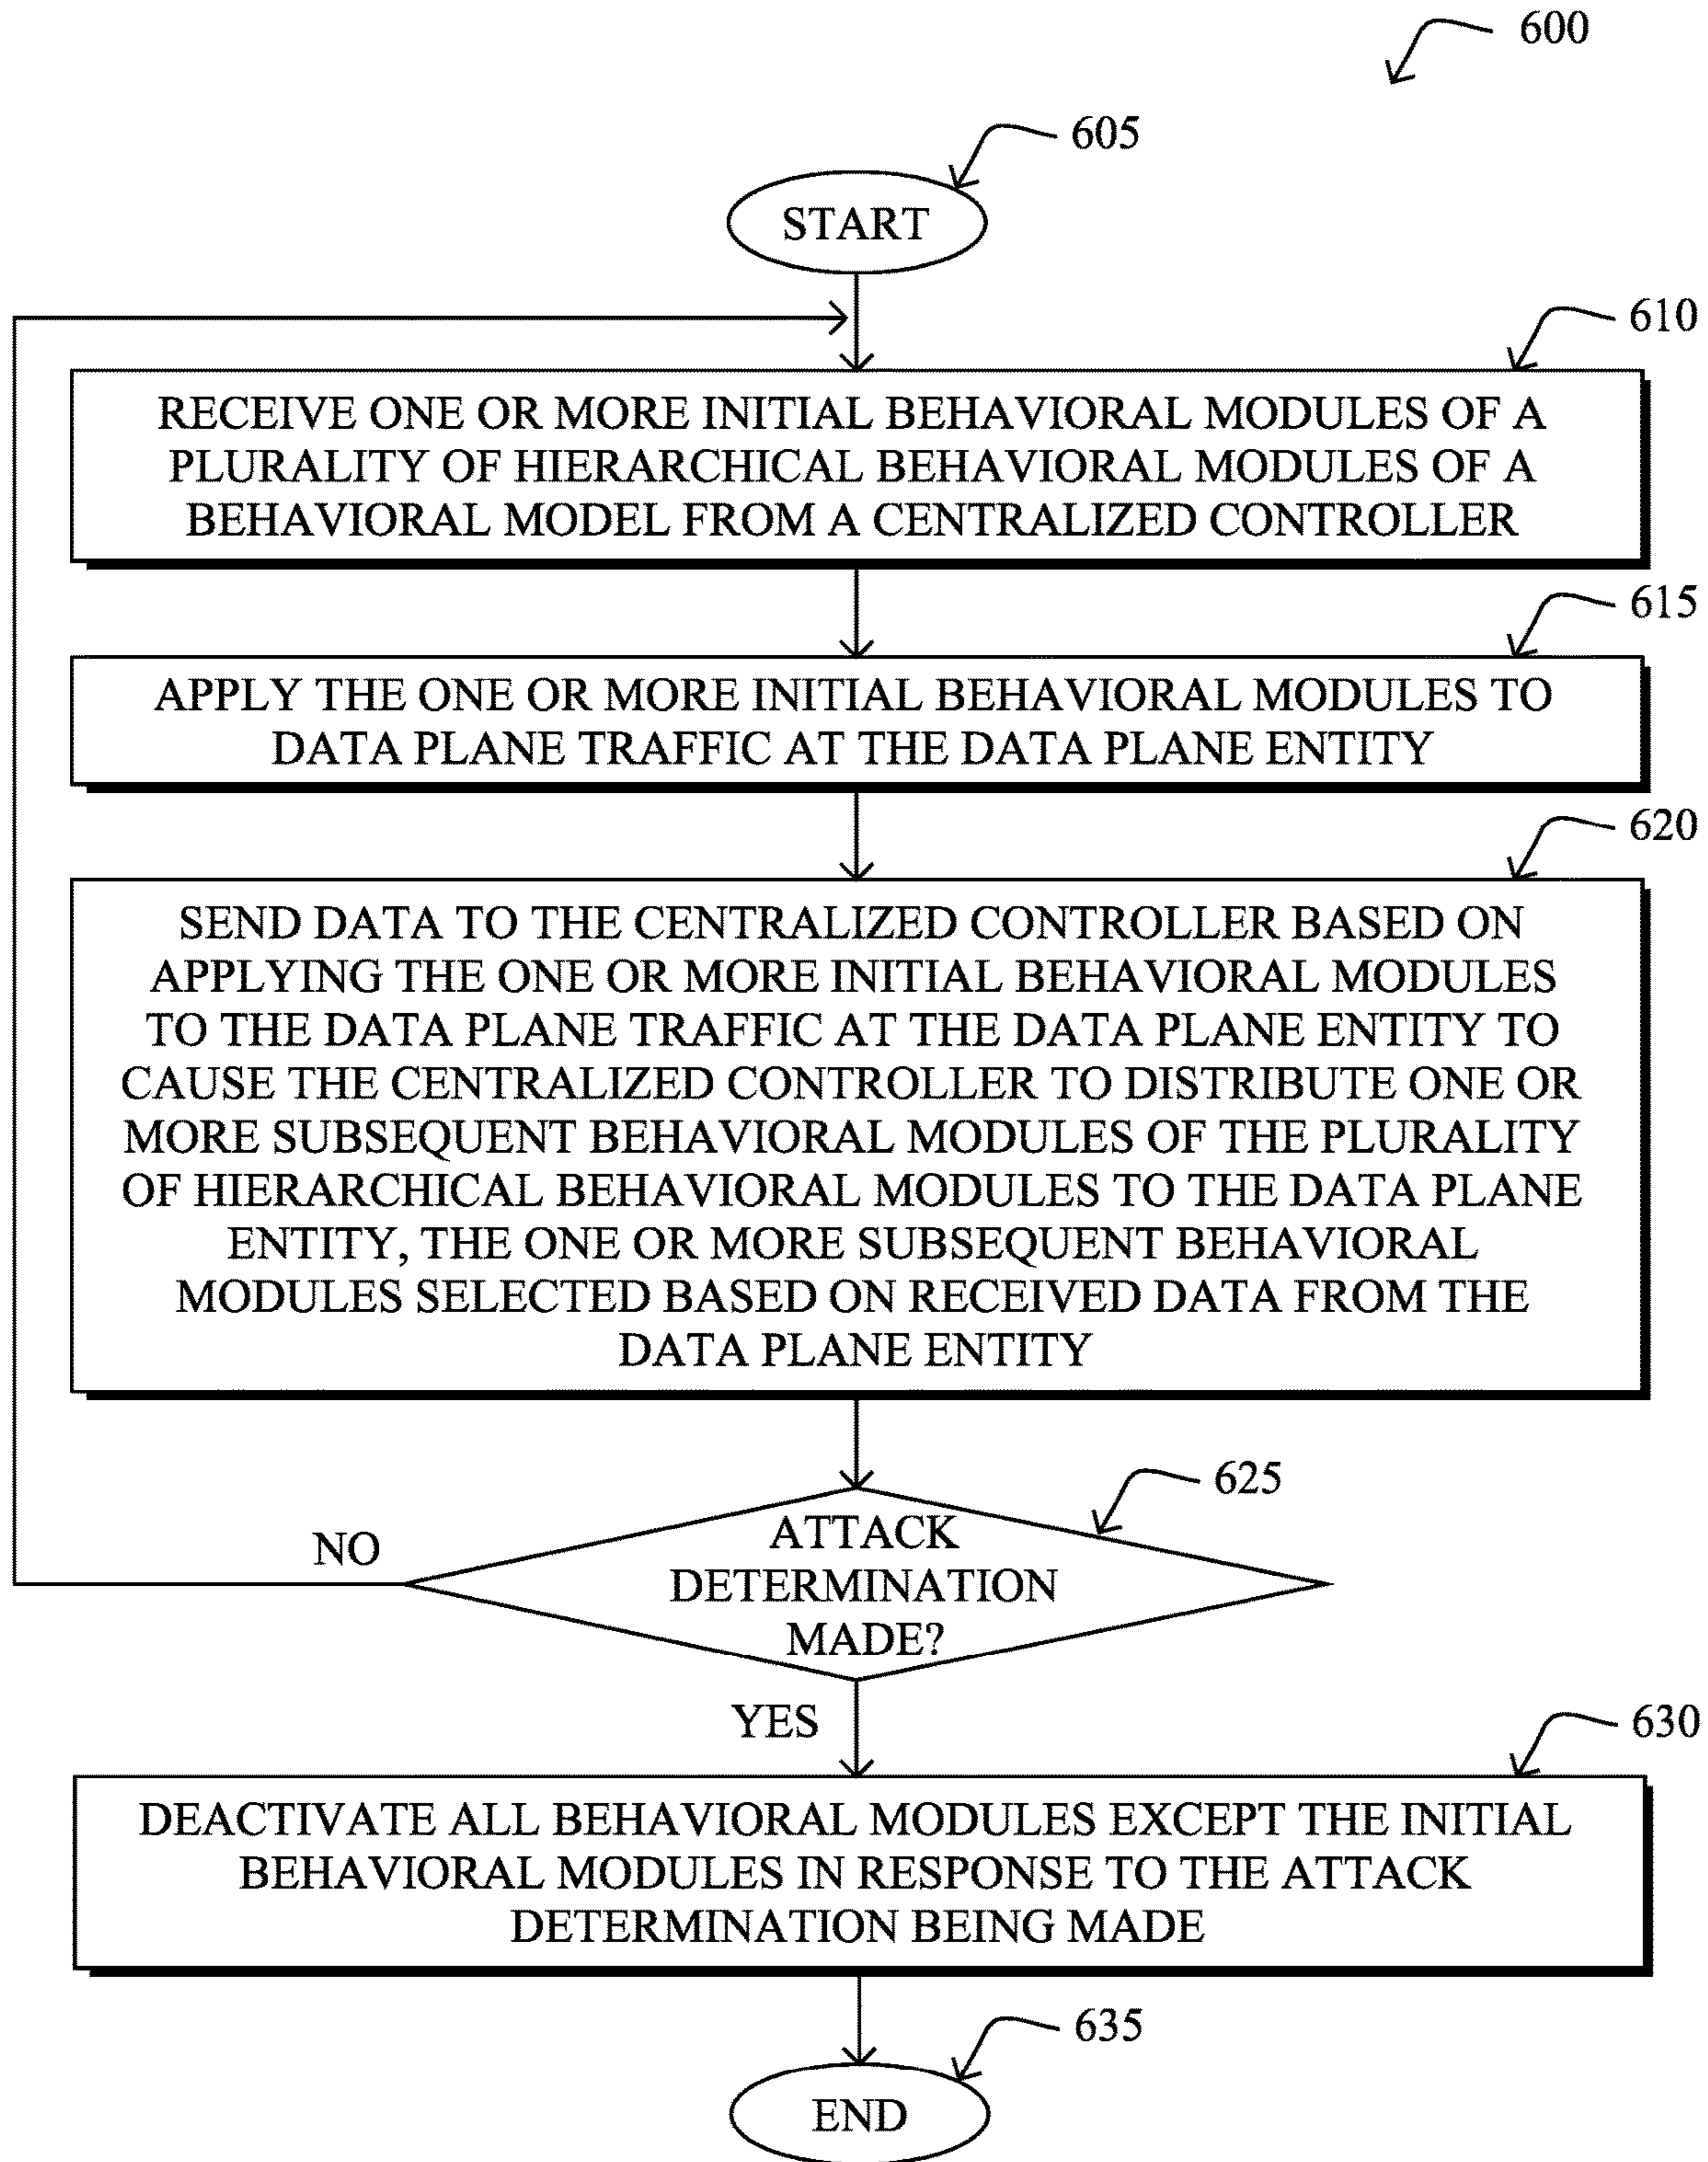 600
605
START
610
RECEIVE ONE OR MORE INITIAL BEHAVIORAL MODULES OF A
PLURALITY OF HIERARCHICAL BEHAVIORAL MODULES OF A
BEHAVIORAL MODEL FROM A CENTRALIZED CONTROLLER
615
APPLY THE ONE OR MORE INITIAL BEHAVIORAL MODULES TO
DATA PLANE TRAFFIC AT THE DATA PLANE ENTITY
620
SEND DATA TO THE CENTRALIZED CONTROLLER BASED ON
APPLYING THE ONE OR MORE INITIAL BEHAVIORAL MODULES
TO THE DATA PLANE TRAFFIC AT THE DATA PLANE ENTITY TO
CAUSE THE CENTRALIZED CONTROLLER TO DISTRIBUTE ONE OR
MORE SUBSEQUENT BEHAVIORAL MODULES OF THE PLURALITY
OF HIERARCHICAL BEHAVIORAL MODULES TO THE DATA PLANE
ENTITY, THE ONE OR MORE SUBSEQUENT BEHAVIORAL
MODULES SELECTED BASED ON RECEIVED DATA FROM THE
DATA PLANE ENTITY
625
NO
ATTACK
DETERMINATION
MADE?
YES
630
DEACTIVATE ALL BEHAVIORAL MODULES EXCEPT THE INITIAL
BEHAVIORAL MODULES IN RESPONSE TO THE ATTACK
DETERMINATION BEING MADE
635
END